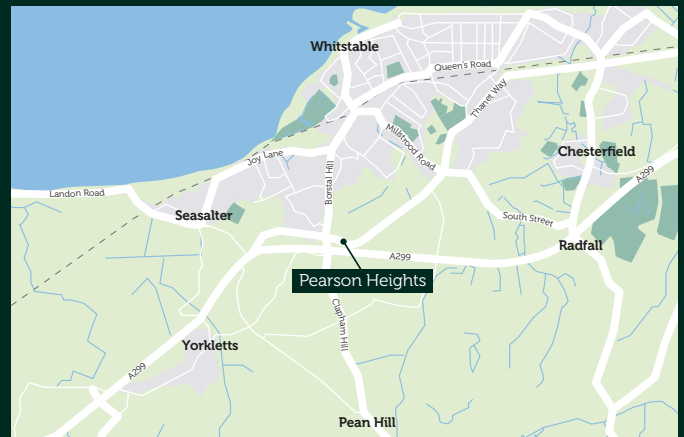 Whitstable
Queen's Road
Thanet Way
Millstrood Road
Chesterfield
Joy Lane
A299
Landon Road
Borstal Hill
Seasalter
South Street
Radfall
A299
Pearson Heights
Clapham Hill
Yorkletts
A299
Pean Hill